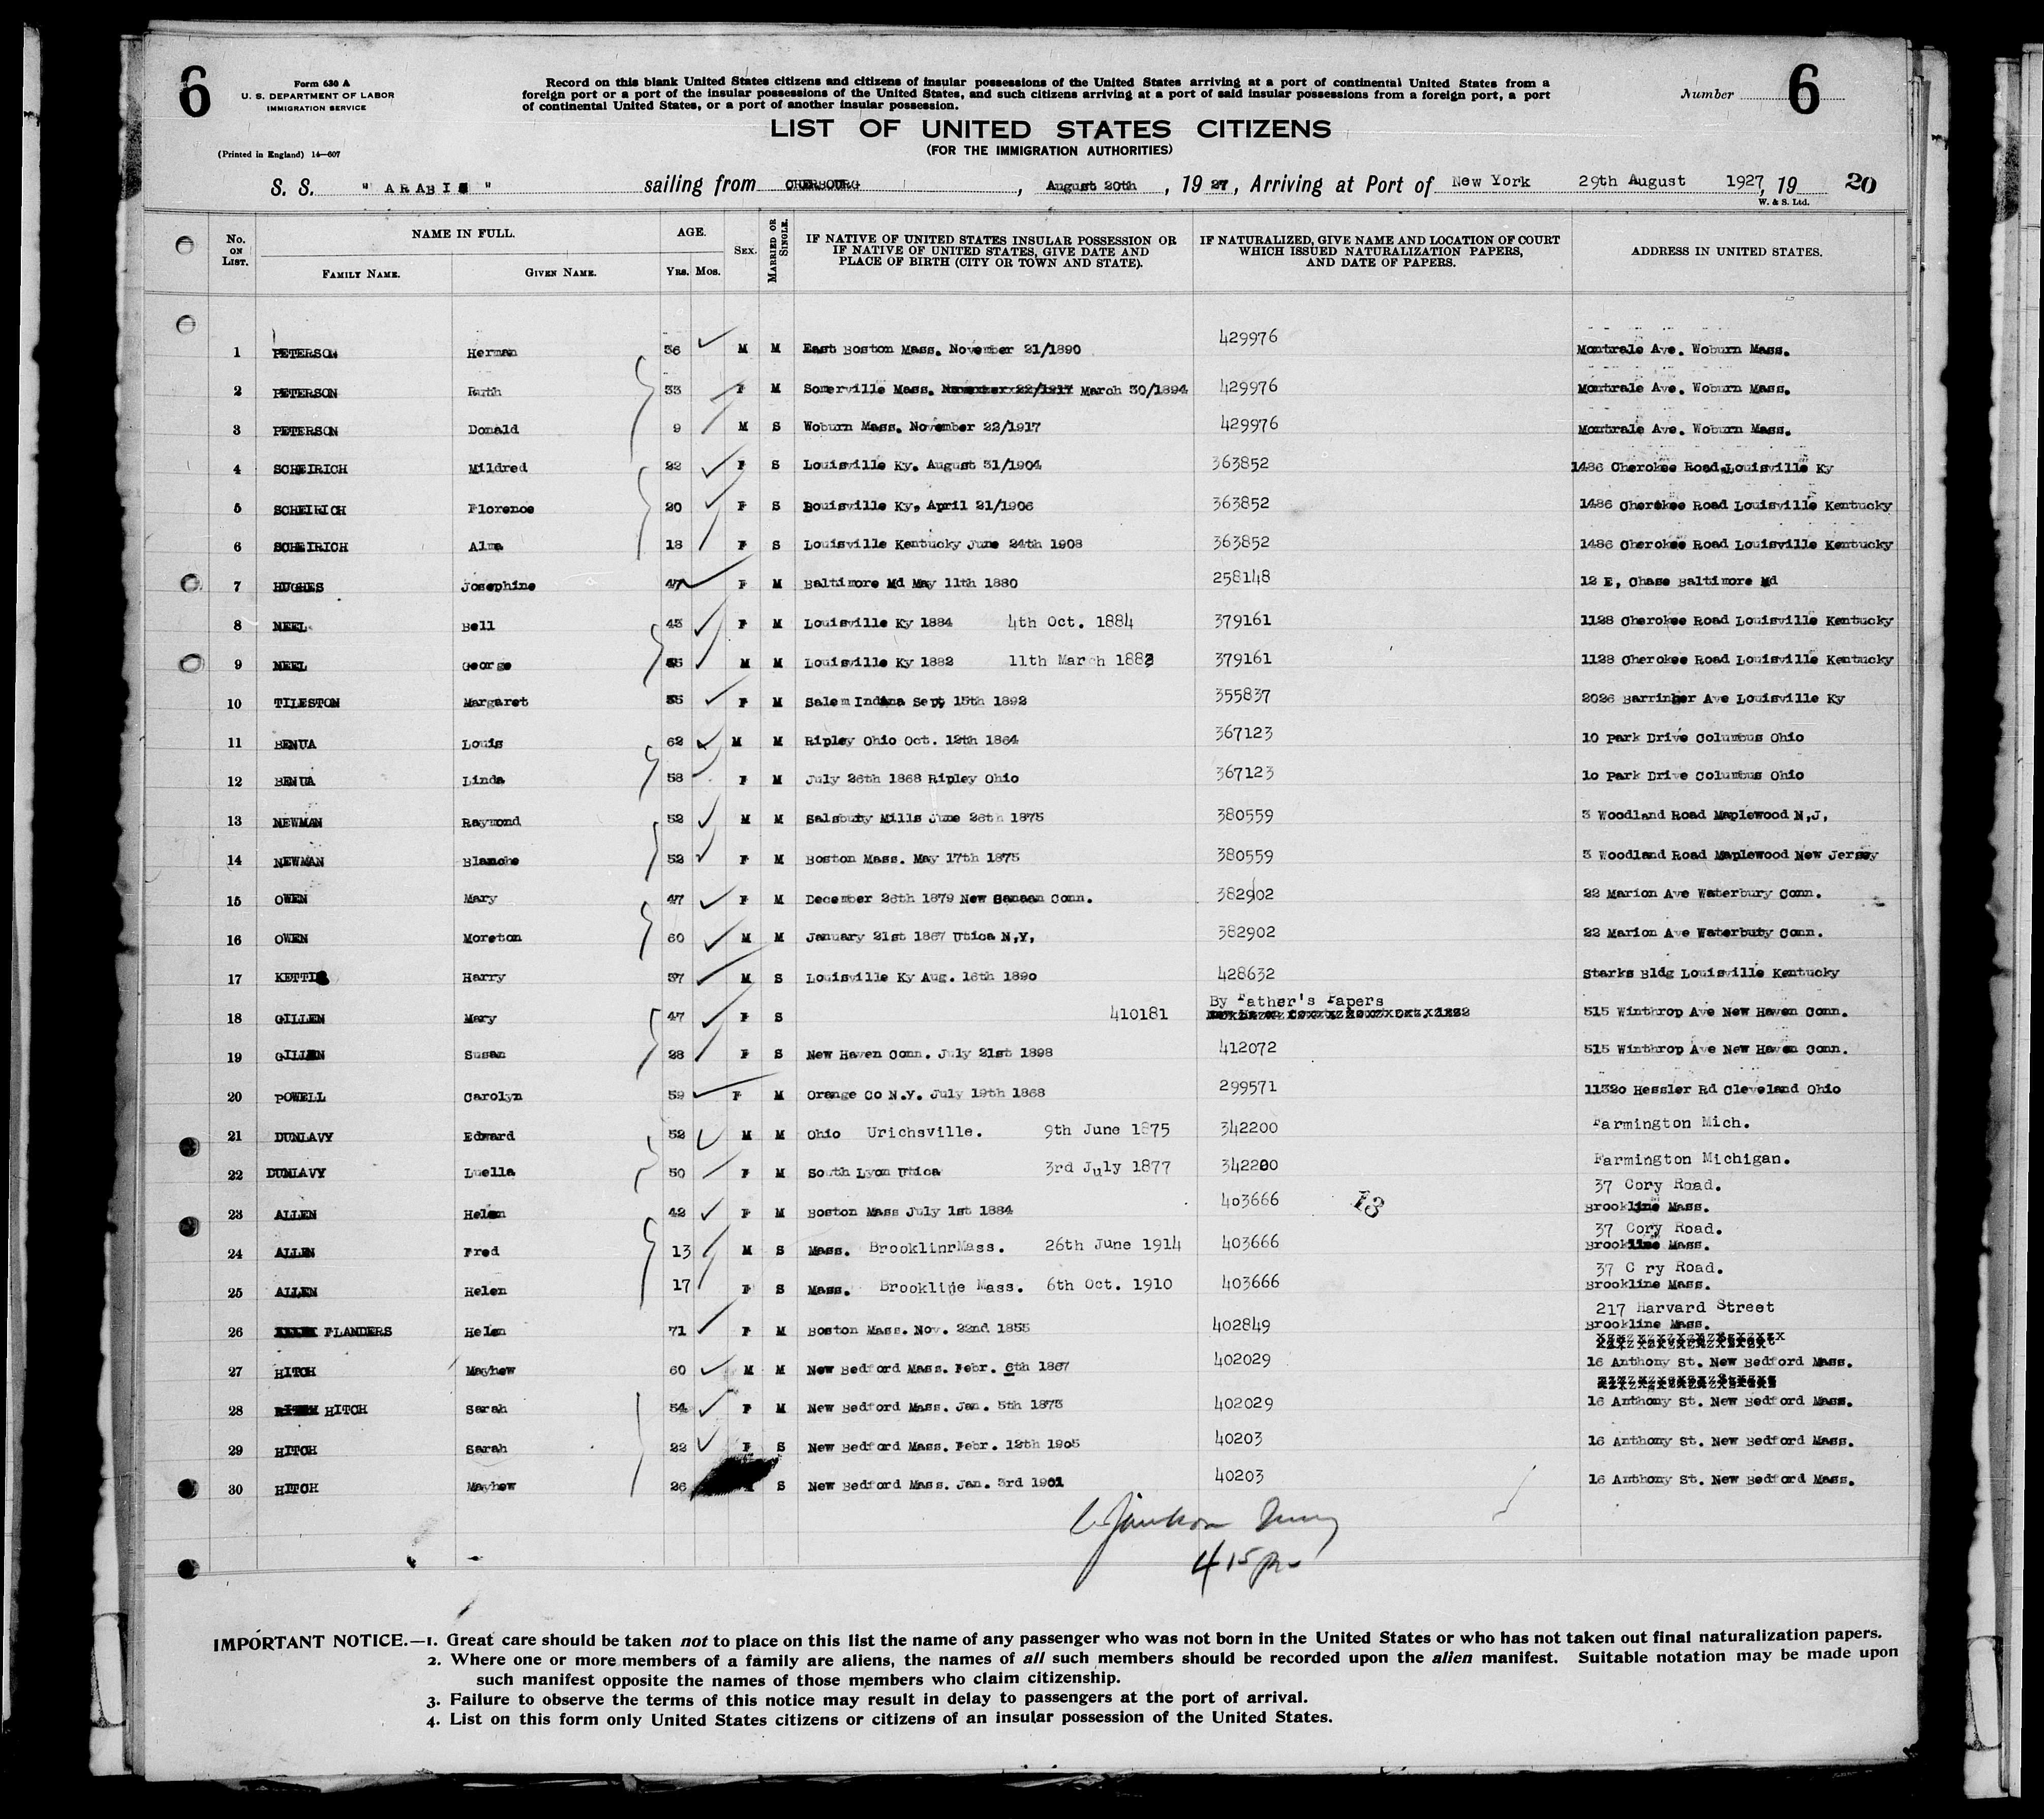 6
Form 630 A
U. S. DEPARTMENT OF LABOR
IMMIGRATION SERVICE
(Printed in England) 14—607
Record on this blank United States citizens and citizens of insular possessions of the United States arriving at a port of continental United States from a
foreign port or a port of the insular possessions of the United States, and such citizens arriving at a port of said insular possessions from a foreign port, a port
of continental United States, or a port of another insular possession.
Number 6
LIST OF UNITED STATES CITIZENS
(FOR THE IMMIGRATION AUTHORITIES)
S. S. " ARABIC " sailing from CHERBOURG , August 20th , 19 27 , Arriving at Port of New York 29th August 1927, 19 20
W. & S. Ltd.
No. ON LIST. NAME IN FULL. FAMILY NAME. GIVEN NAME. AGE. YRS. MOS. SEX. MARRIED OR SINGLE. IF NATIVE OF UNITED STATES INSULAR POSSESSION OR IF NATIVE OF UNITED STATES, GIVE DATE AND PLACE OF BIRTH (CITY OR TOWN AND STATE). IF NATURALIZED, GIVE NAME AND LOCATION OF COURT WHICH ISSUED NATURALIZATION PAPERS, AND DATE OF PAPERS. ADDRESS IN UNITED STATES.
1 PETERSON Herman 36 M M East Boston Mass. November 21/1890 429976 Montrale Ave. Woburn Mass.
2 PETERSON Ruth 33 F M Somerville Mass. November 22/1917 March 30/1894 429976 Montrale Ave. Woburn Mass.
3 PETERSON Donald 9 M S Woburn Mass. November 22/1917 429976 Montrale Ave. Woburn Mass.
4 SCHEIRICH Mildred 22 F S Louisville Ky. August 31/1904 363852 1486 Cherokee Road.Louisville Ky
5 SCHEIRICH Florence 20 F S Louisville Ky, April 21/1906 363852 1486 Cherokee Road Louisville Kentucky
6 SCHEIRICH Alma 18 F S Louisville Kentucky June 24th 1908 363852 1486 Cherokee Road Louisville Kentucky
7 HUGHES Josephine 47 F M Baltimore Md May 11th 1880 258148 12 E, Chase Baltimore Md
8 NEEL Bell 43 F M Louisville Ky 1884 4th Oct. 1884 379161 1128 Cherokee Road Louisville Kentucky
9 NEEL George M M Louisville Ky 1882 11th March 1882 379161 1128 Cherokee Road Louisville Kentucky
10 TILESTON Margaret 35 F M Salem Indana Sept 15th 1892 355837 2026 Barringer Ave Louisville Ky
11 BENUA Louis 62 M M Ripley Ohio Oct. 12th 1864 367123 10 Park Drive Columbus Ohio
12 BENUA Linda 58 F M July 26th 1868 Ripley Ohio 367123 10 Park Drive Columbus Ohio
13 NEWMAN Raymond 52 M M Salsbuty Mills June 26th 1875 380559 3 Woodland Road Maplewood N,J,
14 NEWMAN Blanche 52 F M Boston Mass. May 17th 1875 380559 3 Woodland Road Maplewood New Jersey
15 OWEN Mary 47 F M December 26th 1879 New Canaan Conn. 382902 22 Marion Ave Waterbury Conn.
16 OWEN Moreton 60 M M January 21st 1867 Utica N,Y, 382902 22 Marion Ave Waterbuty Conn.
17 KETTIG Harry 37 M S Louisville Ky Aug. 16th 1890 428632 Starks Bldg Louisville Kentucky
18 GILLEN Mary 47 F S 410181 By Father's Papers 515 Winthrop Ave New Haven Conn.
19 GILLEN Susan 28 F S New Haven Conn. July 21st 1898 412072 515 Winthrop Ave New Haven Conn.
20 POWELL Carolyn 59 F M Orange Co N.Y. July 19th 1868 299571 11320 Hessler Rd Cleveland Ohio
21 DUNLAVY Edward 52 M M Ohio Urichsville. 9th June 1875 342200 Farmington Mich.
22 DUNLAVY Luella 50 F M South Lyon Utica 3rd July 1877 342200 Farmington Michigan.
23 ALLEN Helen 42 F M Boston Mass July 1st 1884 403666 13 37 Cory Road. Brookline Mass.
24 ALLEN Fred 13 M S Mass. BrooklinrMass. 26th June 1914 403666 37 Cory Road. Brookline Mass.
25 ALLEN Helen 17 F S Mass. Brookline Mass. 6th Oct. 1910 403666 37 C ry Road. Brookline Mass.
26 FLANDERS Helen 71 F M Boston Mass. Nov. 22nd 1855 402849 217 Harvard Street Brookline Mass.
27 HITCH Mayhew 60 M M New Bedford Mass. Febr. 6th 1867 402029 16 Anthony St. New Bedford Mass.
28 HITCH Sarah 54 F M New Bedford Mass. Jan. 5th 1873 402029 16 Anthony St. New Bedford Mass.
29 HITCH Sarah 22 F S New Bedford Mass. Febr. 12th 1905 40203 16 Anthony St. New Bedford Mass.
30 HITCH Mayhew 26 S New Bedford Mass. Jan. 3rd 1901 40203 16 Anthony St. New Bedford Mass.
4 15 pm
IMPORTANT NOTICE.—1. Great care should be taken not to place on this list the name of any passenger who was not born in the United States or who has not taken out final naturalization papers.
2. Where one or more members of a family are aliens, the names of all such members should be recorded upon the alien manifest. Suitable notation may be made upon
such manifest opposite the names of those members who claim citizenship.
3. Failure to observe the terms of this notice may result in delay to passengers at the port of arrival.
4. List on this form only United States citizens or citizens of an insular possession of the United States.